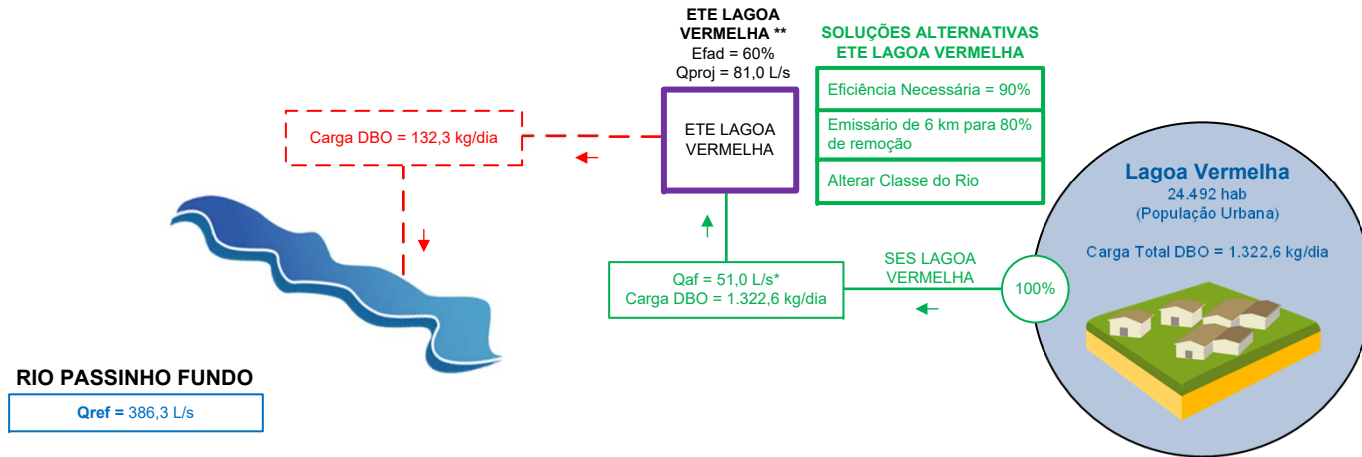 ETE LAGOA
VERMELHA **
Efad = 60%
Qproj = 81,0 L/s
SOLUÇÕES ALTERNATIVAS
ETE LAGOA VERMELHA
Eficiência Necessária = 90%
Emissário de 6 km para 80%
de remoção
Alterar Classe do Rio
ETE LAGOA
VERMELHA
Carga DBO = 132,3 kg/dia
Lagoa Vermelha
24.492 hab
(População Urbana)
Carga Total DBO = 1.322,6 kg/dia
SES LAGOA
VERMELHA
100%
Qaf = 51,0 L/s*
Carga DBO = 1.322,6 kg/dia
RIO PASSINHO FUNDO
Qref = 386,3 L/s